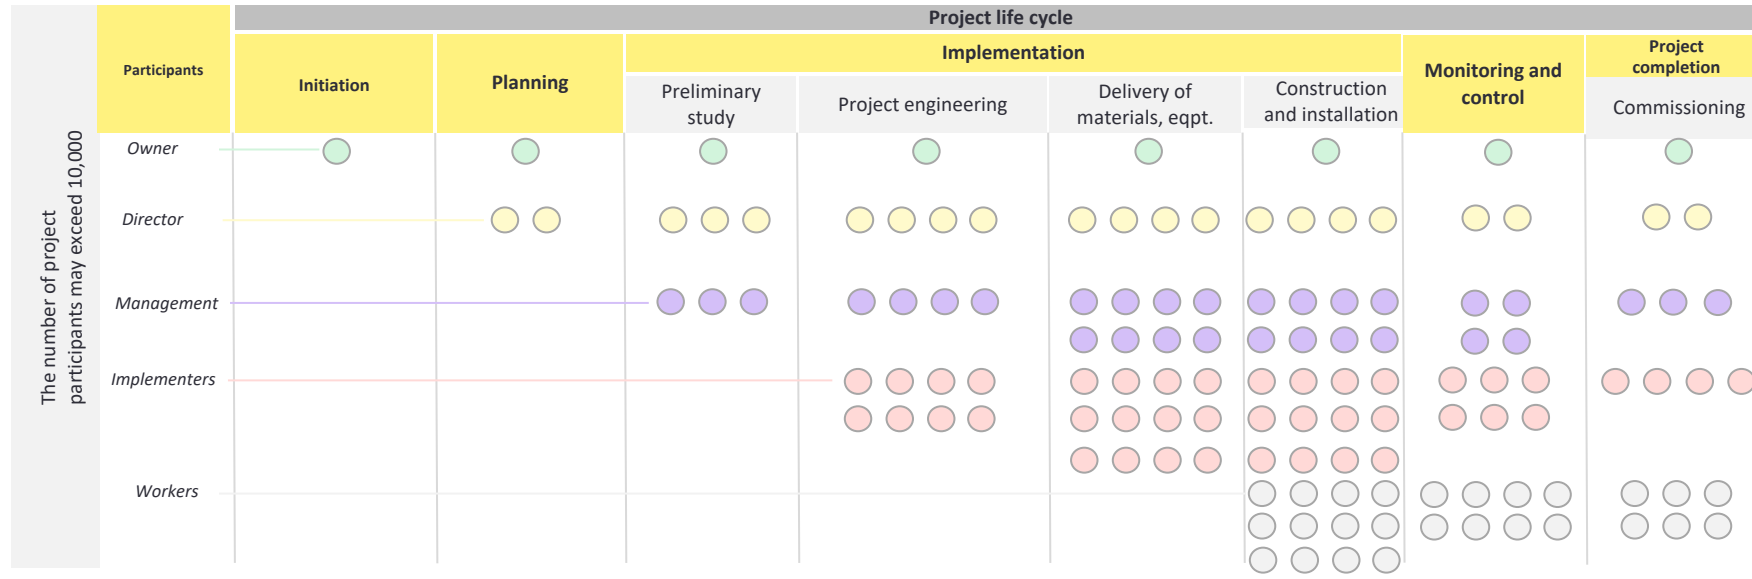 Project life cycle
Participants
Initiation
Planning
Implementation
Preliminary
study
Project engineering
Delivery of
materials, eqpt.
Construction
and installation
Monitoring and
control
Project
completion
Commissioning
The number of project
participants may exceed 10,000
Owner
Director
Management
Implementers
Workers